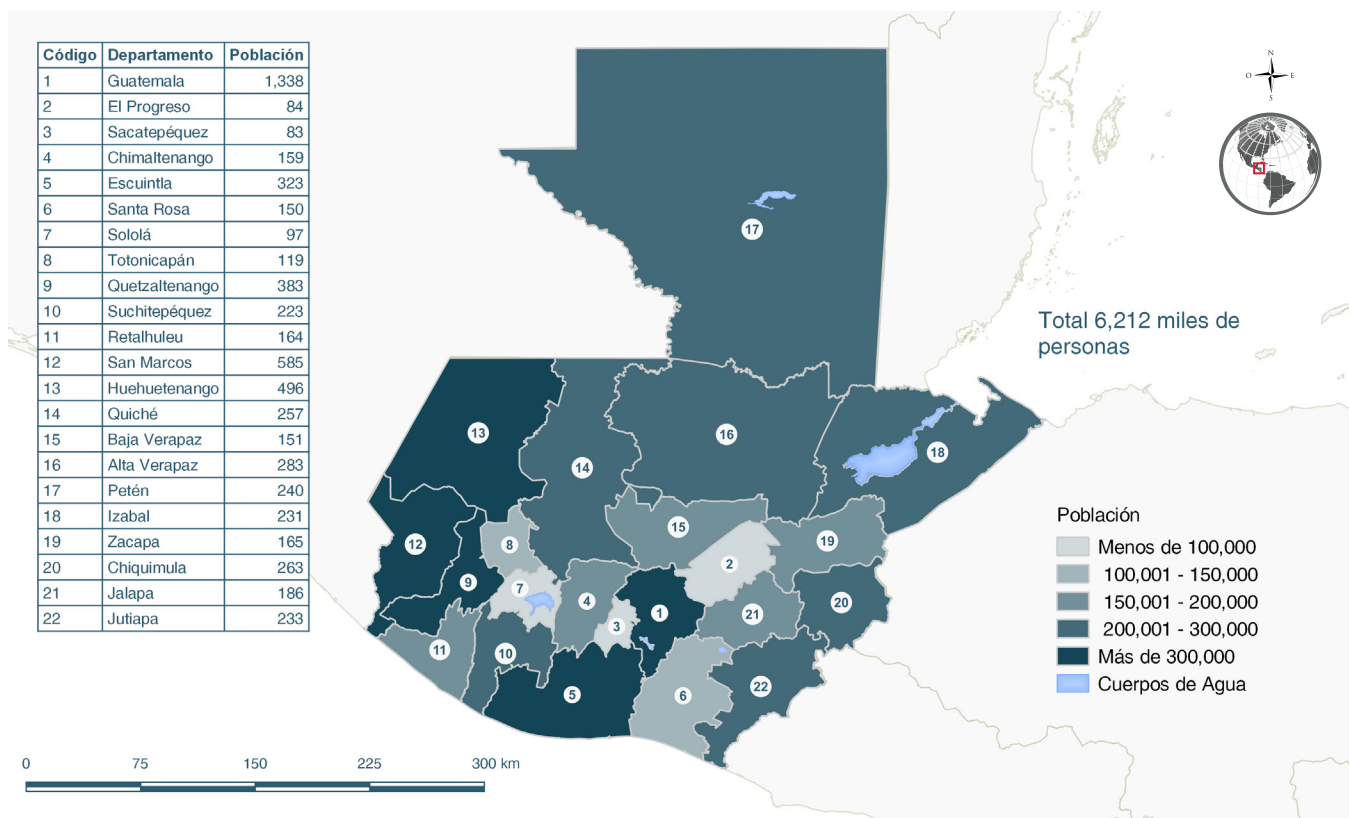 Código Departamento Población
1 Guatemala 1,338
2 El Progreso 84
3 Sacatepéquez 83
4 Chimaltenango 159
5 Escuintla 323
6 Santa Rosa 150
7 Sololá 97
8 Totonicapán 119
9 Quetzaltenango 383
10 Suchitepéquez 223
11 Retalhuleu 164
12 San Marcos 585
13 Huehuetenango 496
14 Quiché 257
15 Baja Verapaz 151
16 Alta Verapaz 283
17 Petén 240
18 Izabal 231
19 Zacapa 165
20 Chiquimula 263
21 Jalapa 186
22 Jutiapa 233
N
O E
S
17
Total 6,212 miles de
personas
13
16
18
14
15
19
12
8
2
9
7
4
20
1
21
3
11
10
22
5
6
Población
Menos de 100,000
100,001 - 150,000
150,001 - 200,000
200,001 - 300,000
Más de 300,000
Cuerpos de Agua
0 75 150 225 300 km